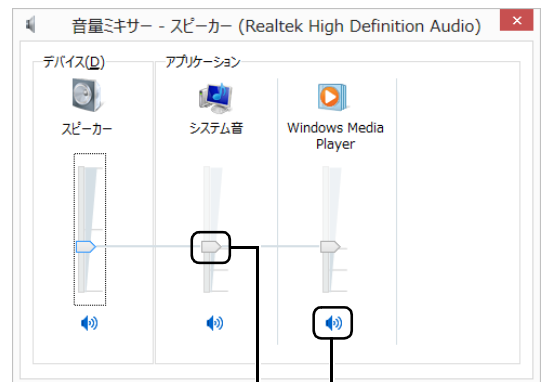 音量ミキサー - スピーカー (Realtek High Definition Audio)
デバイス(D)
アプリケーション
スピーカー
システム音
Windows Media
Player